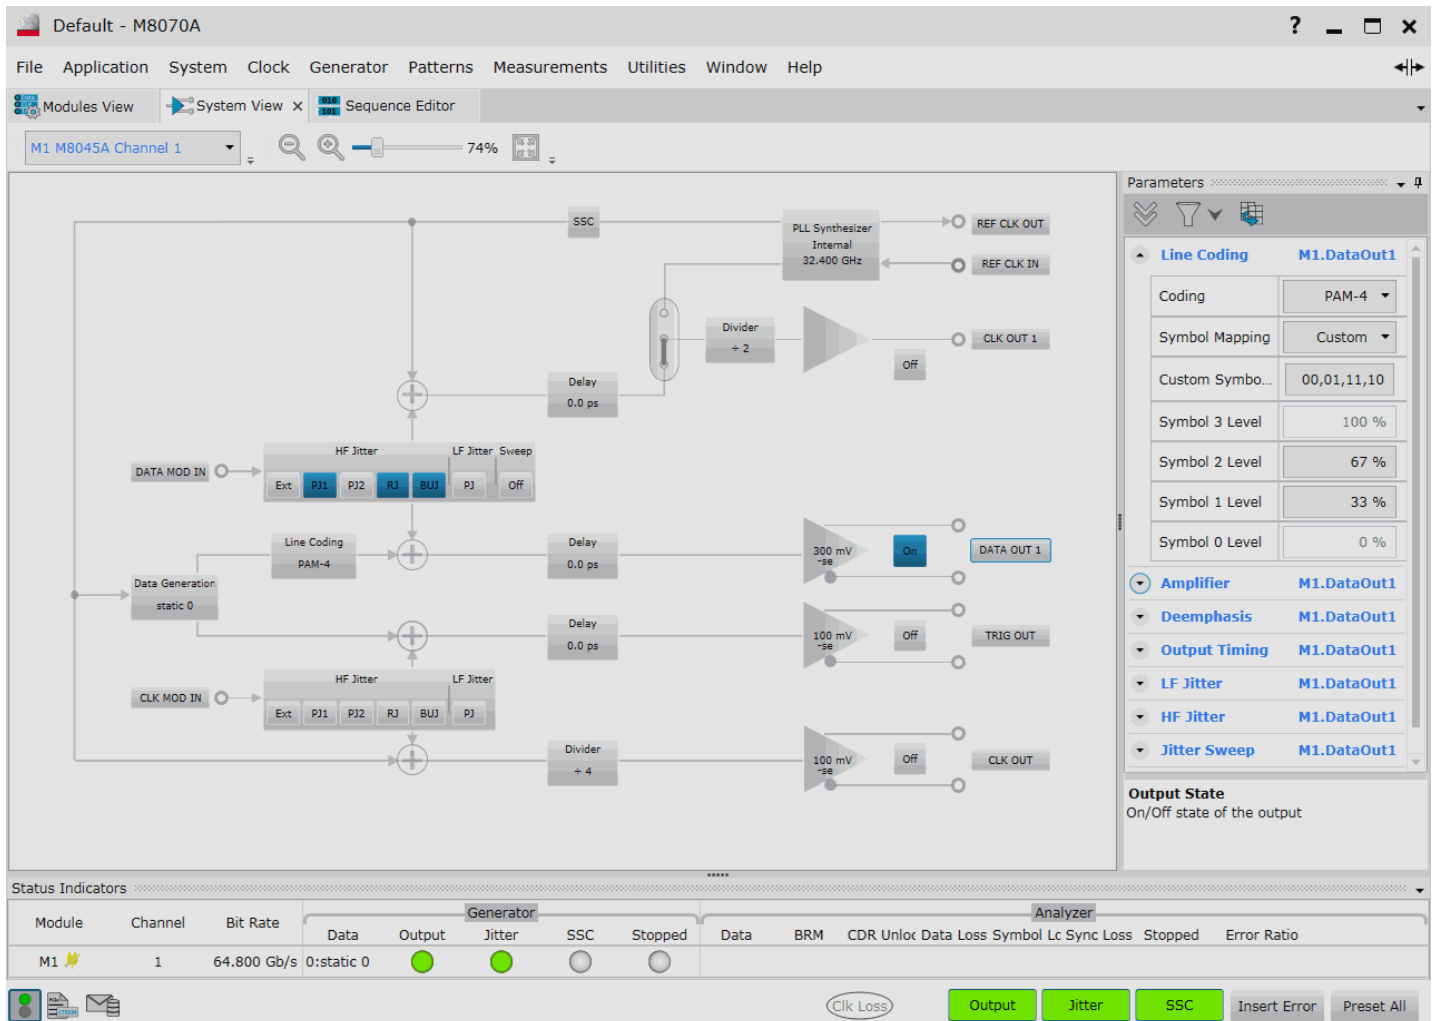 Default - M8070A
?
File Application System Clock Generator Patterns Measurements Utilities Window Help
Modules View
System View
010
101
Sequence Editor
M1 M8045A Channel 1
74%
SSC
PLL Synthesizer
Internal
32.400 GHz
REF CLK OUT
REF CLK IN
Divider
÷ 2
CLK OUT 1
Off
Delay
0.0 ps
DATA MOD IN
HF Jitter LF Jitter Sweep
Ext PJ1 PJ2 RJ BUJ PJ Off
Line Coding
PAM-4
Delay
0.0 ps
300 mV
-se
On
DATA OUT 1
Data Generation
static 0
Delay
0.0 ps
100 mV
-se
Off
TRIG OUT
CLK MOD IN
HF Jitter LF Jitter
Ext PJ1 PJ2 RJ BUJ PJ
Divider
÷ 4
100 mV
-se
Off
CLK OUT
Parameters
Line Coding M1.DataOut1
Coding PAM-4
Symbol Mapping Custom
Custom Symbo... 00,01,11,10
Symbol 3 Level 100 %
Symbol 2 Level 67 %
Symbol 1 Level 33 %
Symbol 0 Level 0 %
Amplifier M1.DataOut1
Deemphasis M1.DataOut1
Output Timing M1.DataOut1
LF Jitter M1.DataOut1
HF Jitter M1.DataOut1
Jitter Sweep M1.DataOut1
Output State
On/Off state of the output
Status Indicators
Generator Analyzer
Module Channel Bit Rate Data Output Jitter SSC Stopped Data BRM CDR Unloc Data Loss Symbol Lc Sync Loss Stopped Error Ratio
M1 1 64.800 Gb/s 0:static 0
Clk Loss Output Jitter SSC Insert Error Preset All